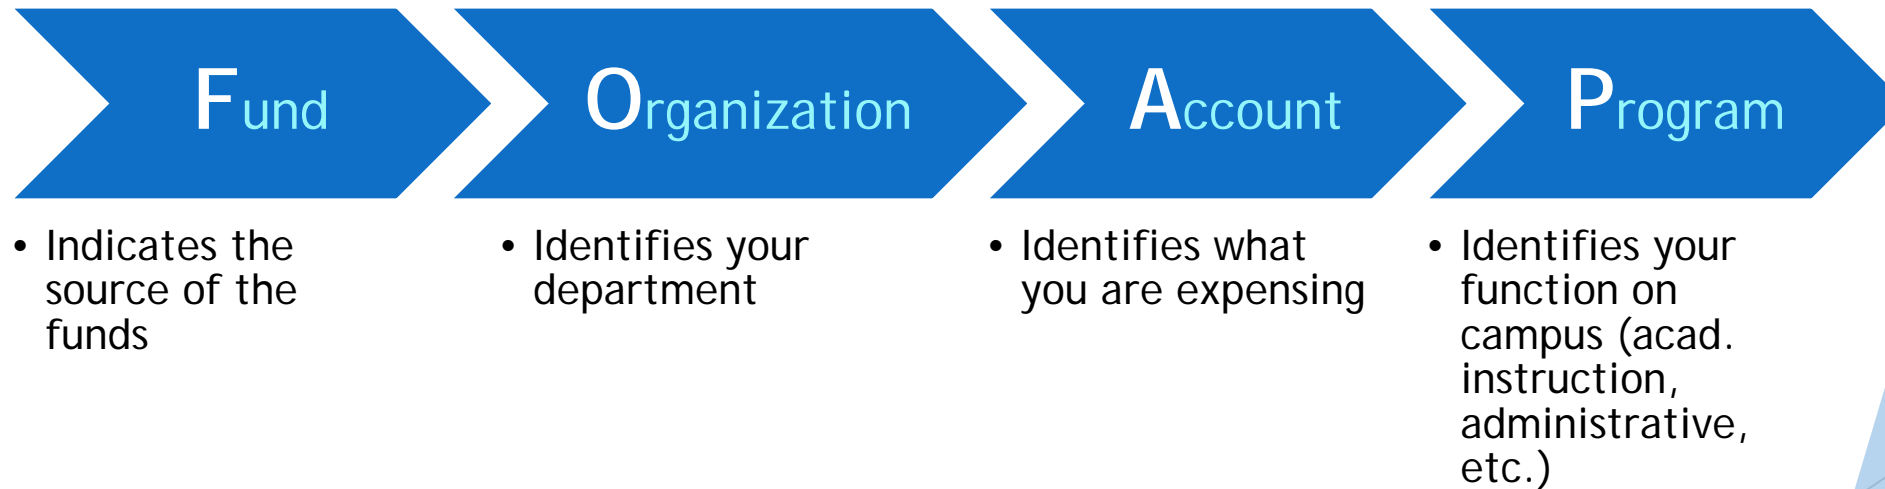 Fund
Organization
Account
Program
• Indicates the
source of the
funds
• Identifies your
department
• Identifies what
you are expensing
• Identifies your
function on
campus (acad.
instruction,
administrative,
etc.)